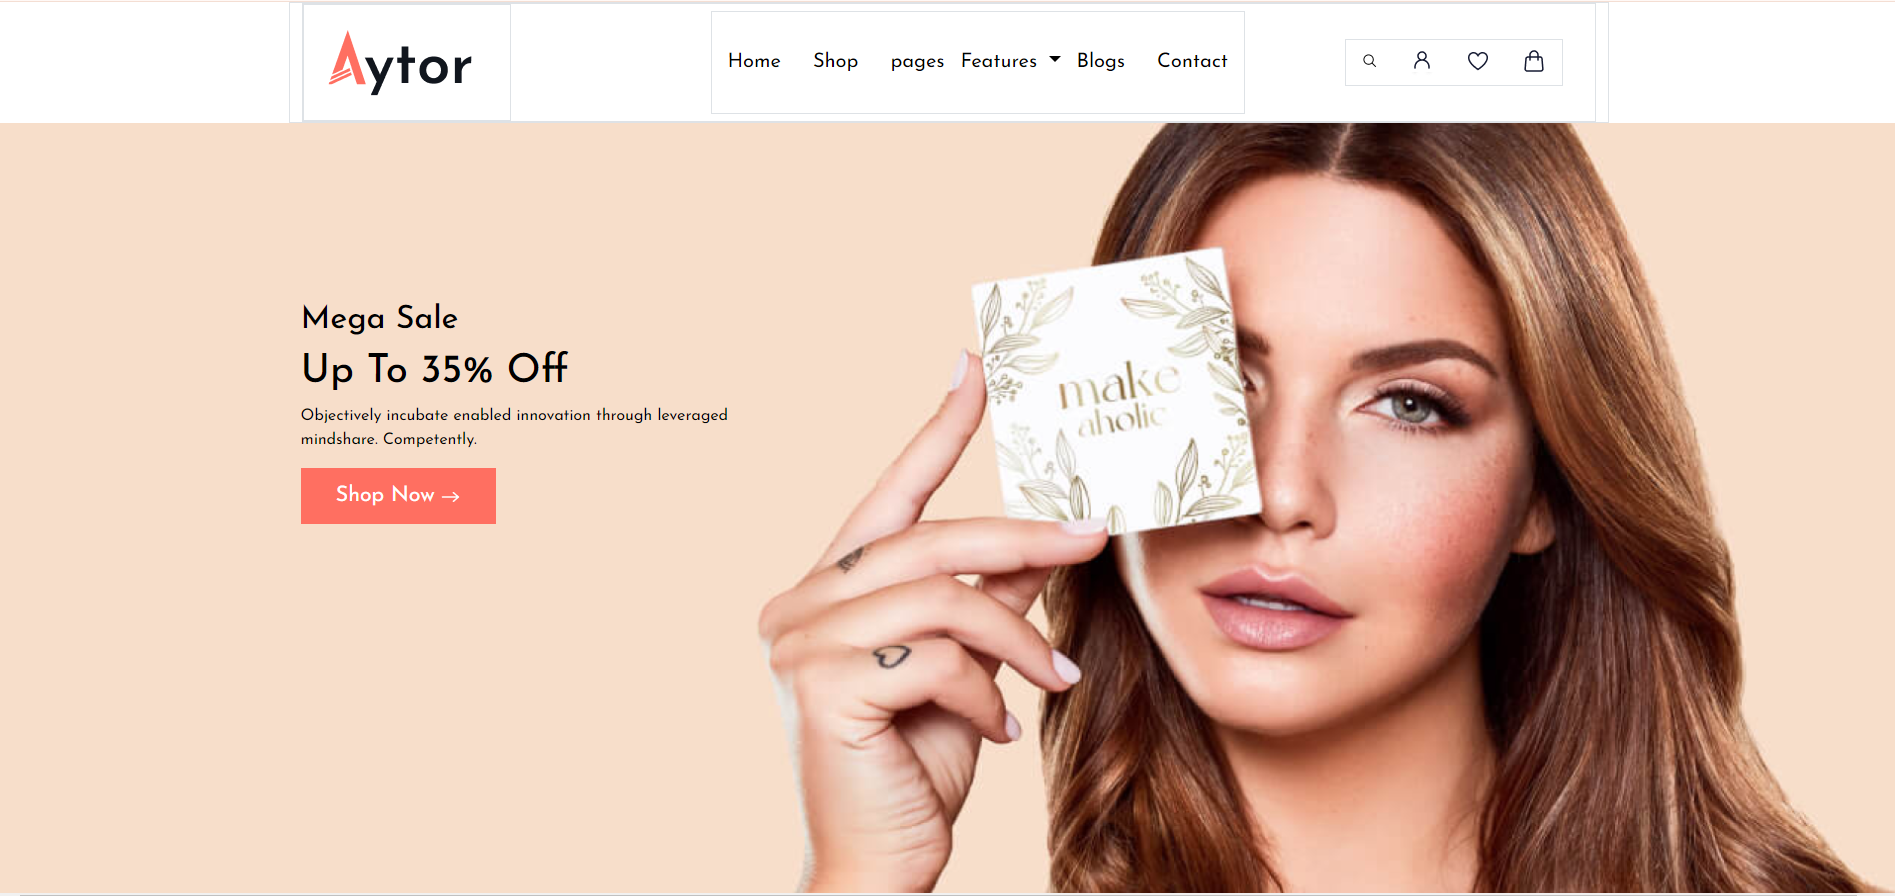 Aytor
Home Shop pages Features Blogs Contact
Mega Sale
Up To 35% Off
Objectively incubate enabled innovation through leveraged
mindshare. Competently.
Shop Now →
make
aholic